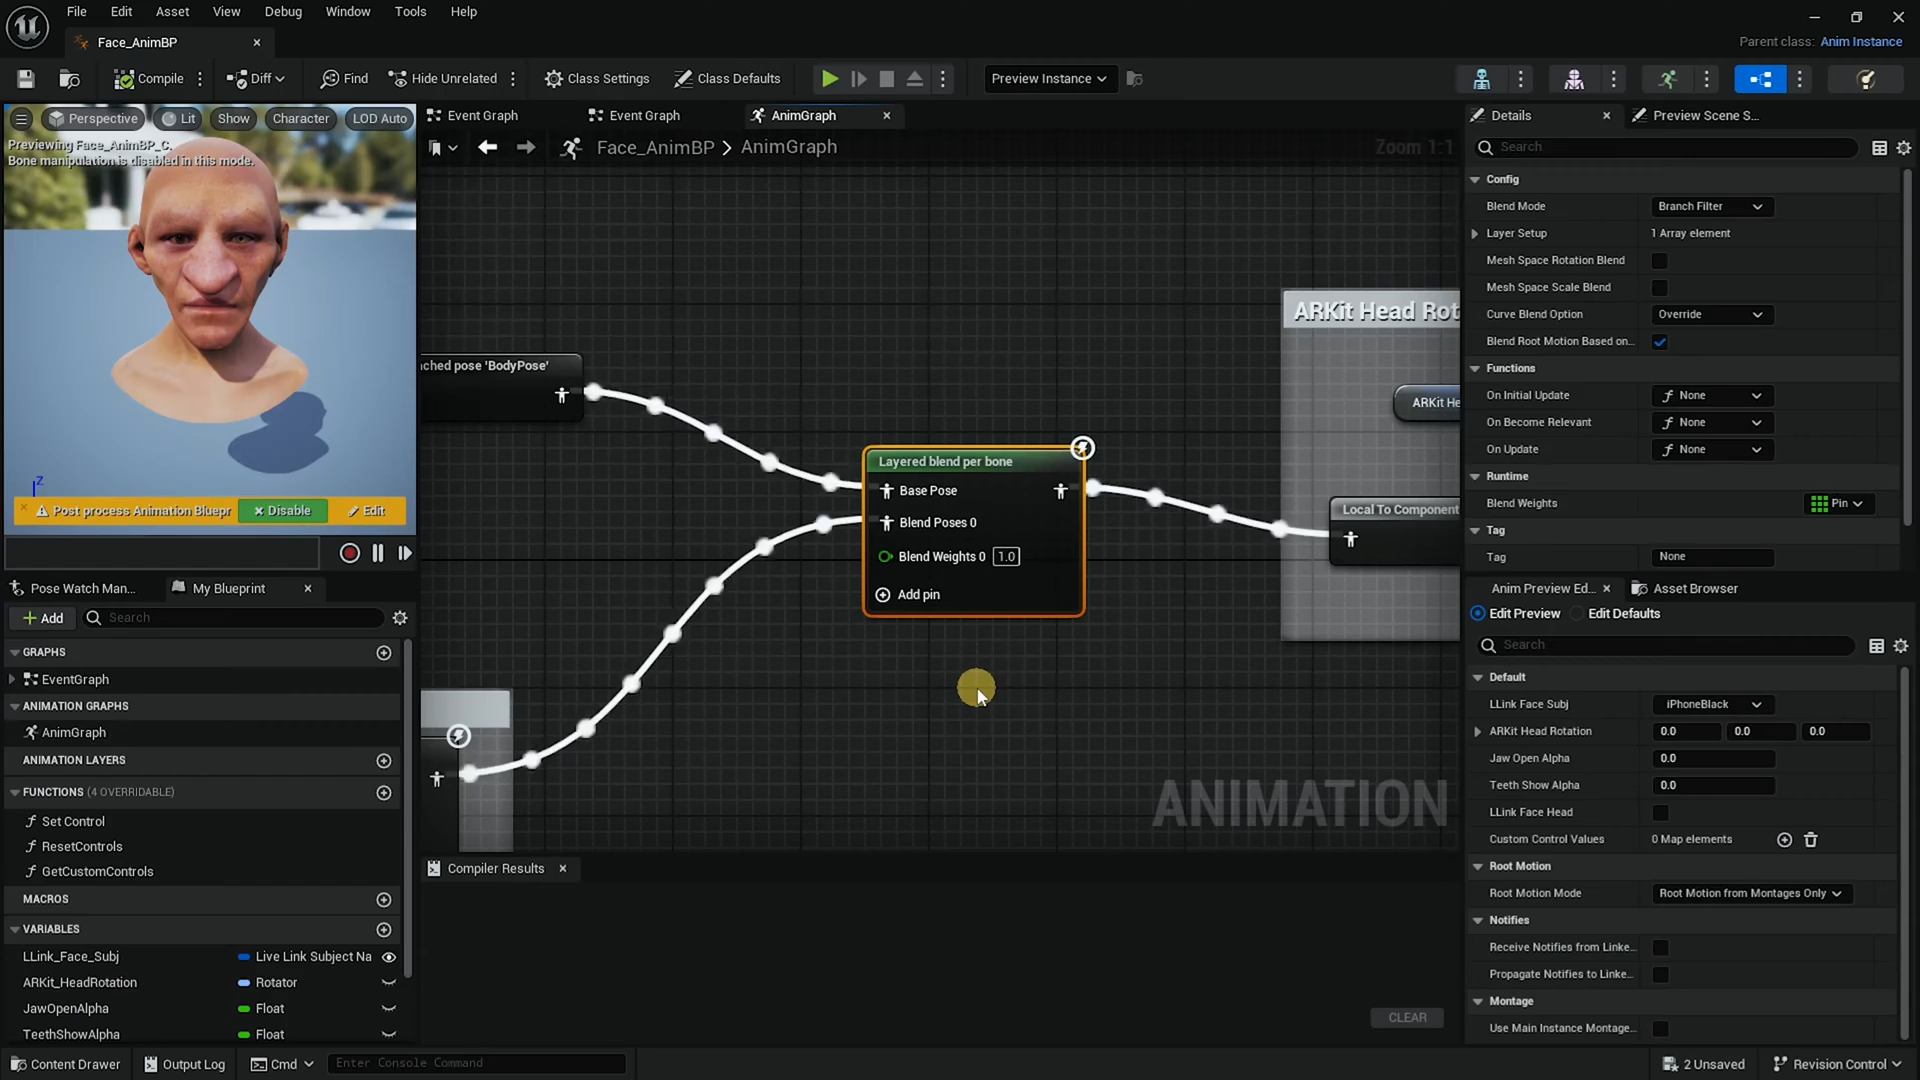 File Edit Asset View Debug Window Tools Help
Face_AnimBP
Parent class: Anim Instance
Compile Diff Find Hide Unrelated Class Settings Class Defaults Preview Instance
Perspective Lit Show Character LOD Auto
Previewing Face_AnimBP_C.
Bone manipulation is disabled in this mode.
Z
Post process Animation Bluepr Disable Edit
Event Graph Event Graph AnimGraph
Face_AnimBP > AnimGraph
Zoom 1:1
ached pose 'BodyPose'
Layered blend per bone
Base Pose
Blend Poses 0
Blend Weights 0 1.0
Add pin
ARKit Head Rot
ARKit He
Local To Component
ANIMATION
Compiler Results
CLEAR
Pose Watch Man... My Blueprint
Add Search
GRAPHS
EventGraph
ANIMATION GRAPHS
AnimGraph
ANIMATION LAYERS
FUNCTIONS (4 OVERRIDABLE)
Set Control
ResetControls
GetCustomControls
MACROS
VARIABLES
LLink_Face_Subj Live Link Subject Na
ARKit_HeadRotation Rotator
JawOpenAlpha Float
TeethShowAlpha Float
Details Preview Scene S...
Search
Config
Blend Mode Branch Filter
Layer Setup 1 Array element
Mesh Space Rotation Blend
Mesh Space Scale Blend
Curve Blend Option Override
Blend Root Motion Based on...
Functions
On Initial Update None
On Become Relevant None
On Update None
Runtime
Blend Weights Pin
Tag
Tag None
Anim Preview Ed... Asset Browser
Edit Preview Edit Defaults
Search
Default
LLink Face Subj iPhoneBlack
ARKit Head Rotation 0.0 0.0 0.0
Jaw Open Alpha 0.0
Teeth Show Alpha 0.0
LLink Face Head
Custom Control Values 0 Map elements
Root Motion
Root Motion Mode Root Motion from Montages Only
Notifies
Receive Notifies from Linke...
Propagate Notifies to Linke...
Montage
Use Main Instance Montage...
Content Drawer Output Log Cmd Enter Console Command
2 Unsaved Revision Control